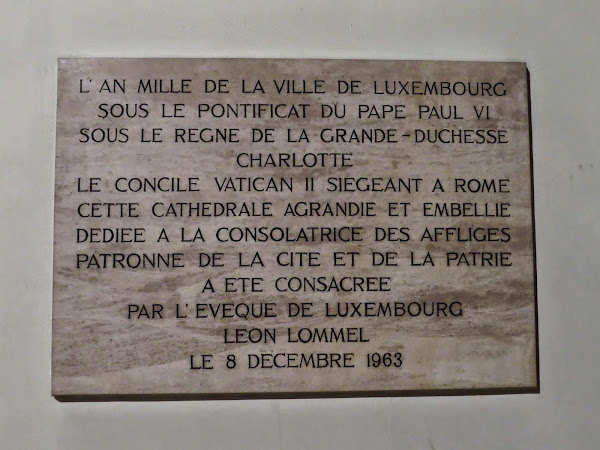 L'AN MILLE DE LA VILLE DE LUXEMBOURG
SOUS LE PONTIFICAT DU PAPE PAUL VI
SOUS LE REGNE DE LA GRANDE-DUCHESSE
CHARLOTTE
LE CONCILE VATICAN II SIEGEANT A ROME
CETTE CATHEDRALE AGRANDIE ET EMBELLIE
DEDIEE A LA CONSOLATRICE DES AFFLIGES
PATRONNE DE LA CITE ET DE LA PATRIE
A ETE CONSACREE
PAR L'EVEQUE DE LUXEMBOURG
LEON LOMMEL
LE 8 DECEMBRE 1963